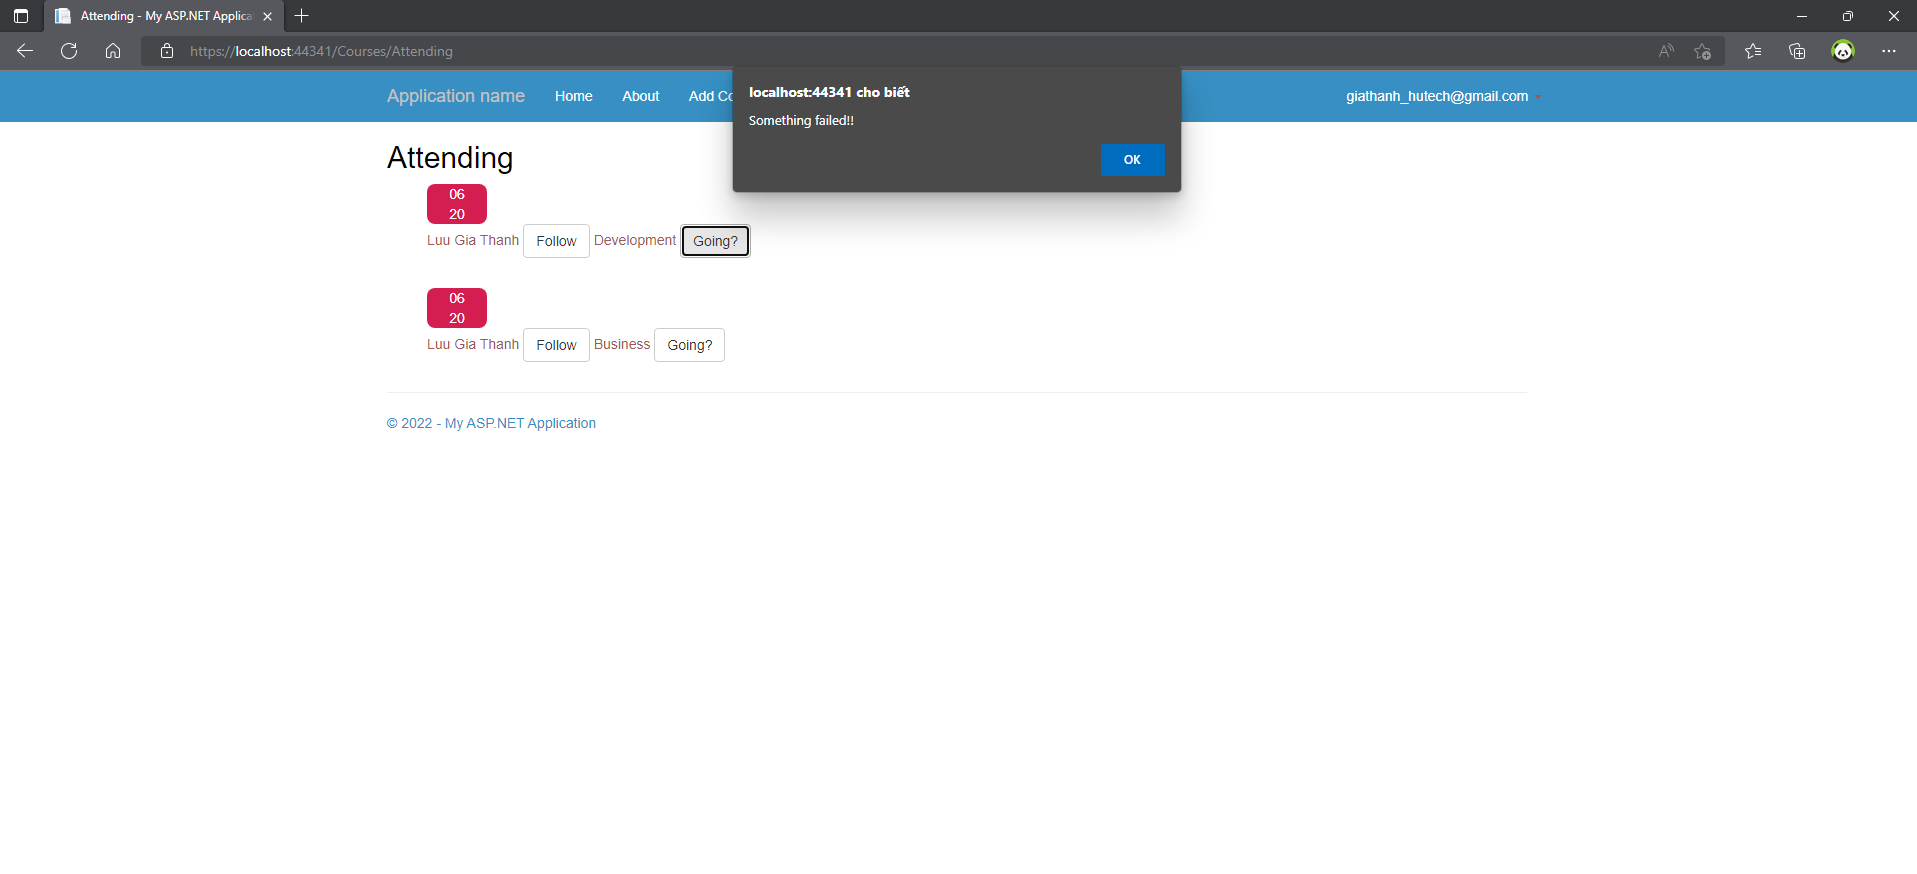 Attending - My ASP.NET Applica
https://localhost:44341/Courses/Attending
Application name Home About Add Co giathanh_hutech@gmail.com
localhost:44341 cho biết
Something failed!!
OK
Attending
06
20
Luu Gia Thanh Follow Development Going?
06
20
Luu Gia Thanh Follow Business Going?
© 2022 - My ASP.NET Application